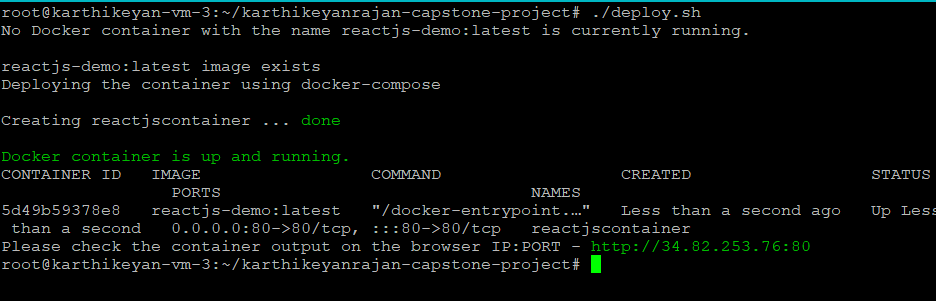 root@karthikeyan-vm-3:~/karthikeyanrajan-capstone-project# ./deploy.sh
No Docker container with the name reactjs-demo:latest is currently running.
reactjs-demo:latest image exists
Deploying the container using docker-compose
Creating reactjscontainer ... done
Docker container is up and running.
CONTAINER ID   IMAGE                 COMMAND                  CREATED                  STATUS
                 PORTS                               NAMES
5d49b59378e8   reactjs-demo:latest   "/docker-entrypoint.…"   Less than a second ago   Up Less
 than a second   0.0.0.0:80->80/tcp, :::80->80/tcp   reactjscontainer
Please check the container output on the browser IP:PORT - http://34.82.253.76:80
root@karthikeyan-vm-3:~/karthikeyanrajan-capstone-project#